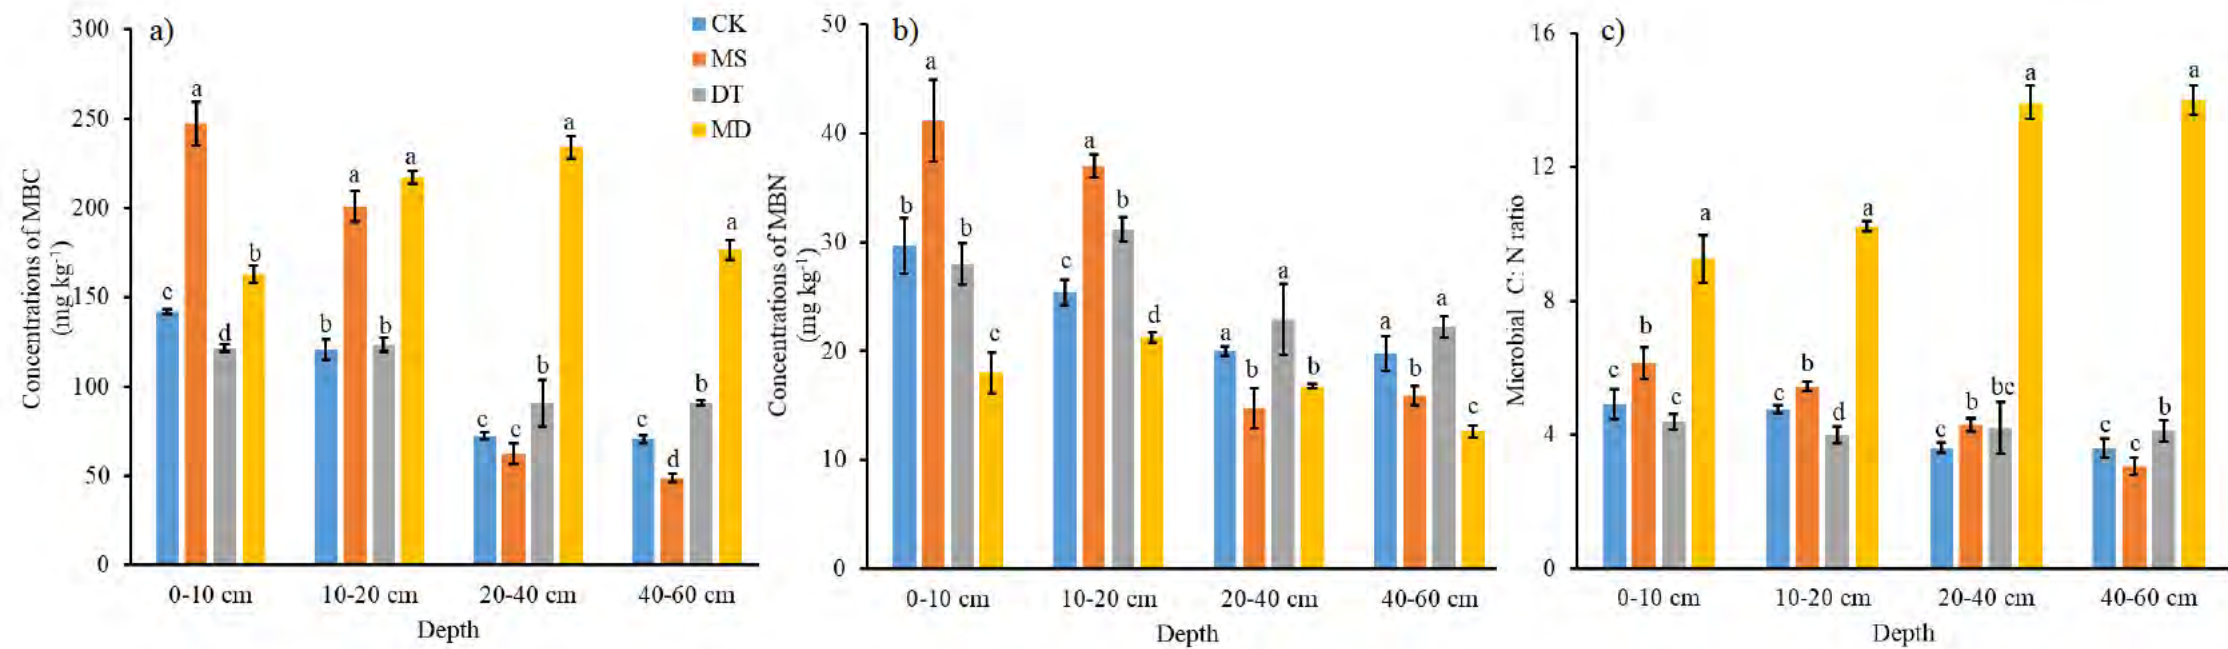 a)
CK
MS
DT
MD
Concentrations of MBC
(mg kg-1)
300
250
200
150
100
50
0
a
c
d
b
a
b
b
a
a
c
c
b
a
c
d
b
0-10 cm 10-20 cm 20-40 cm 40-60 cm
Depth
b)
Concentrations of MBN
(mg kg-1)
50
40
30
20
10
0
a
b
b
c
a
c
b
d
a
a
b
b
a
a
b
c
0-10 cm 10-20 cm 20-40 cm 40-60 cm
Depth
c)
Microbial C: N ratio
16
12
8
4
0
a
b
c
c
a
b
c
d
a
bc
b
c
a
b
c
c
0-10 cm 10-20 cm 20-40 cm 40-60 cm
Depth